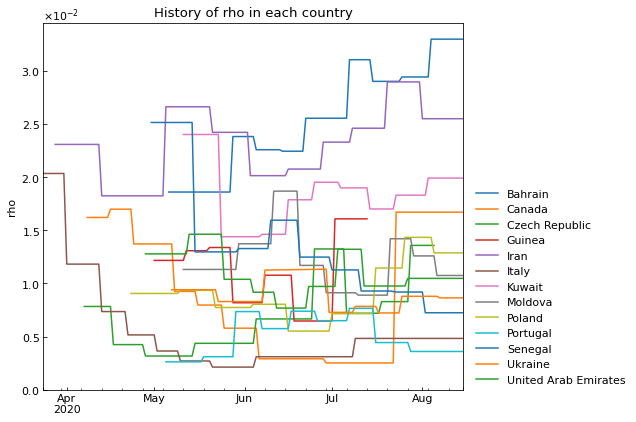 History of rho in each country
×10⁻²
3.0
2.5
2.0
1.5
1.0
0.5
0.0
rho
Apr
2020
May
Jun
Jul
Aug
Bahrain
Canada
Czech Republic
Guinea
Iran
Italy
Kuwait
Moldova
Poland
Portugal
Senegal
Ukraine
United Arab Emirates